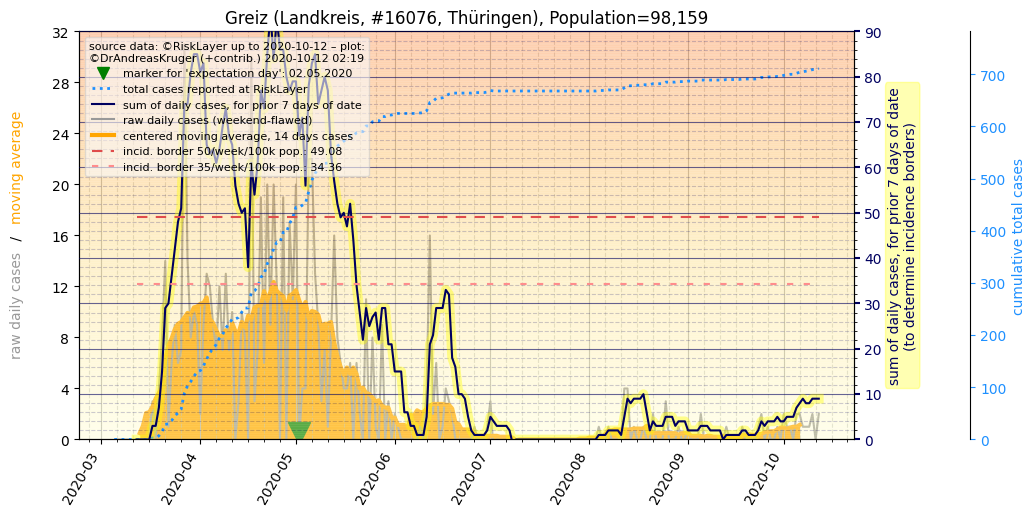 Greiz (Landkreis, #16076, Thüringen), Population=98,159
source data: ©RiskLayer up to 2020-10-12 – plot:
©DrAndreasKruger (+contrib.) 2020-10-12 02:19
marker for 'expectation day': 02.05.2020
total cases reported at RiskLayer
sum of daily cases, for prior 7 days of date
raw daily cases (weekend-flawed)
centered moving average, 14 days cases
incid. border 50/week/100k pop.: 49.08
incid. border 35/week/100k pop.: 34.36
raw daily cases / moving average
32
28
24
20
16
12
8
4
0
90
80
70
60
50
40
30
20
10
0
sum of daily cases, for prior 7 days of date
(to determine incidence borders)
700
600
500
400
300
200
100
0
cumulative total cases
2020-03
2020-04
2020-05
2020-06
2020-07
2020-08
2020-09
2020-10